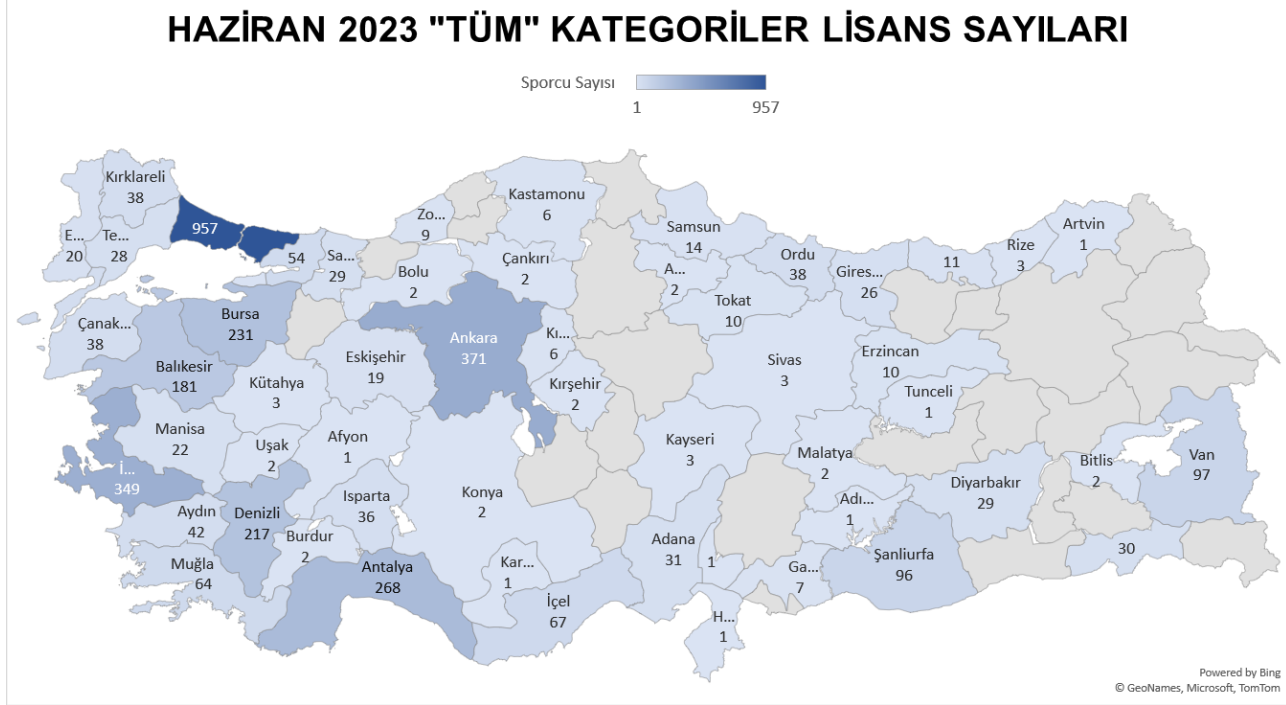 HAZİRAN 2023 "TÜM" KATEGORİLER LİSANS SAYILARI
Sporcu Sayısı
1 957
Kırklareli
38
957
E...
20
Te...
28
54
Sa...
29
Zo...
9
Kastamonu
6
Bolu
2
Çankırı
2
Samsun
14
A...
2
Tokat
10
Ordu
38
Gires...
26
11
Rize
3
Artvin
1
Çanak...
38
Bursa
231
Balıkesir
181
Kütahya
3
Eskişehir
19
Ankara
371
Kı...
6
Kırşehir
2
Sivas
3
Erzincan
10
Tunceli
1
Manisa
22
Uşak
2
Afyon
1
Kayseri
3
Malatya
2
Bitlis
2
Van
97
İ...
349
Aydın
42
Denizli
217
Isparta
36
Konya
2
Adı...
1
Diyarbakır
29
Burdur
2
Muğla
64
Antalya
268
Kar...
1
İçel
67
Adana
31
1
Ga...
7
Şanlıurfa
96
30
H...
1
Powered by Bing
© GeoNames, Microsoft, TomTom